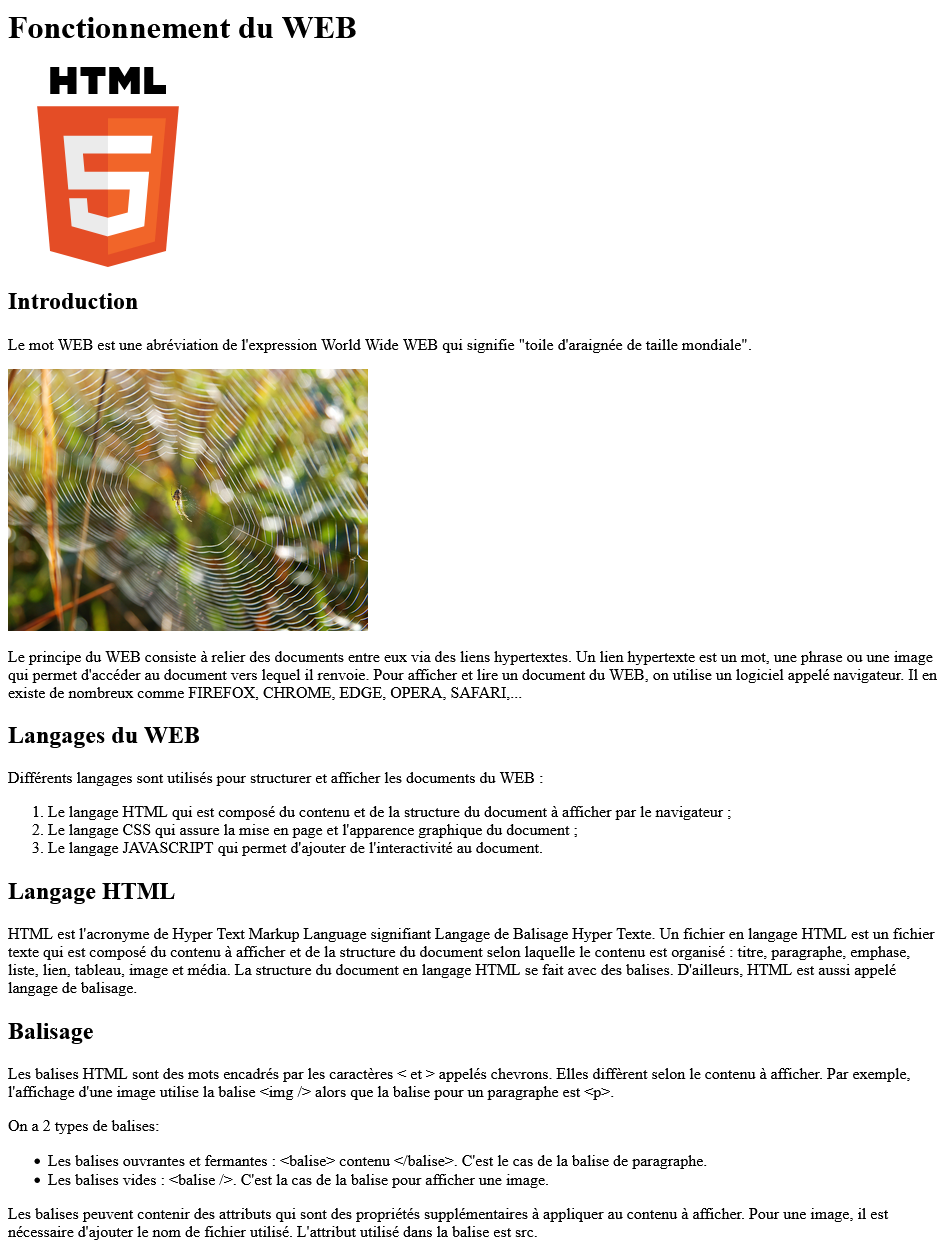 Fonctionnement du WEB
HTML
5
Introduction
Le mot WEB est une abréviation de l'expression World Wide WEB qui signifie "toile d'araignée de taille mondiale".
Le principe du WEB consiste à relier des documents entre eux via des liens hypertextes. Un lien hypertexte est un mot, une phrase ou une image
qui permet d'accéder au document vers lequel il renvoie. Pour afficher et lire un document du WEB, on utilise un logiciel appelé navigateur. Il en
existe de nombreux comme FIREFOX, CHROME, EDGE, OPERA, SAFARI,...
Langages du WEB
Différents langages sont utilisés pour structurer et afficher les documents du WEB :
1. Le langage HTML qui est composé du contenu et de la structure du document à afficher par le navigateur ;
2. Le langage CSS qui assure la mise en page et l'apparence graphique du document ;
3. Le langage JAVASCRIPT qui permet d'ajouter de l'interactivité au document.
Langage HTML
HTML est l'acronyme de Hyper Text Markup Language signifiant Langage de Balisage Hyper Texte. Un fichier en langage HTML est un fichier
texte qui est composé du contenu à afficher et de la structure du document selon laquelle le contenu est organisé : titre, paragraphe, emphase,
liste, lien, tableau, image et média. La structure du document en langage HTML se fait avec des balises. D'ailleurs, HTML est aussi appelé
langage de balisage.
Balisage
Les balises HTML sont des mots encadrés par les caractères < et > appelés chevrons. Elles diffèrent selon le contenu à afficher. Par exemple,
l'affichage d'une image utilise la balise <img /> alors que la balise pour un paragraphe est <p>.
On a 2 types de balises:
• Les balises ouvrantes et fermantes : <balise> contenu </balise>. C'est le cas de la balise de paragraphe.
• Les balises vides : <balise />. C'est la cas de la balise pour afficher une image.
Les balises peuvent contenir des attributs qui sont des propriétés supplémentaires à appliquer au contenu à afficher. Pour une image, il est
nécessaire d'ajouter le nom de fichier utilisé. L'attribut utilisé dans la balise est src.